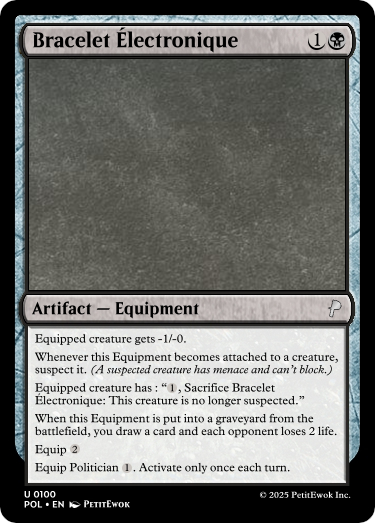 Bracelet Électronique 1
Artifact — Equipment
Equipped creature gets -1/-0.
Whenever this Equipment becomes attached to a creature,
suspect it. (A suspected creature has menace and can't block.)
Equipped creature has : “1, Sacrifice Bracelet
Électronique: This creature is no longer suspected.”
When this Equipment is put into a graveyard from the
battlefield, you draw a card and each opponent loses 2 life.
Equip 2
Equip Politician 1. Activate only once each turn.
U 0100
POL • EN PetitEwok
© 2025 PetitEwok Inc.